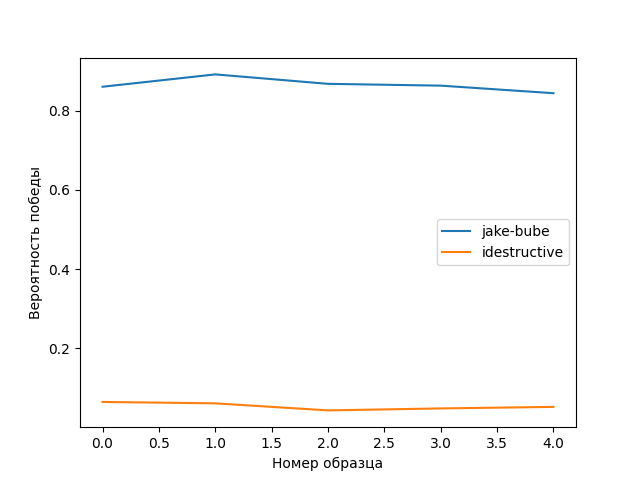 0.8
0.6
0.4
0.2
Вероятность победы
jake-bube
idestructive
0.0 0.5 1.0 1.5 2.0 2.5 3.0 3.5 4.0
Номер образца